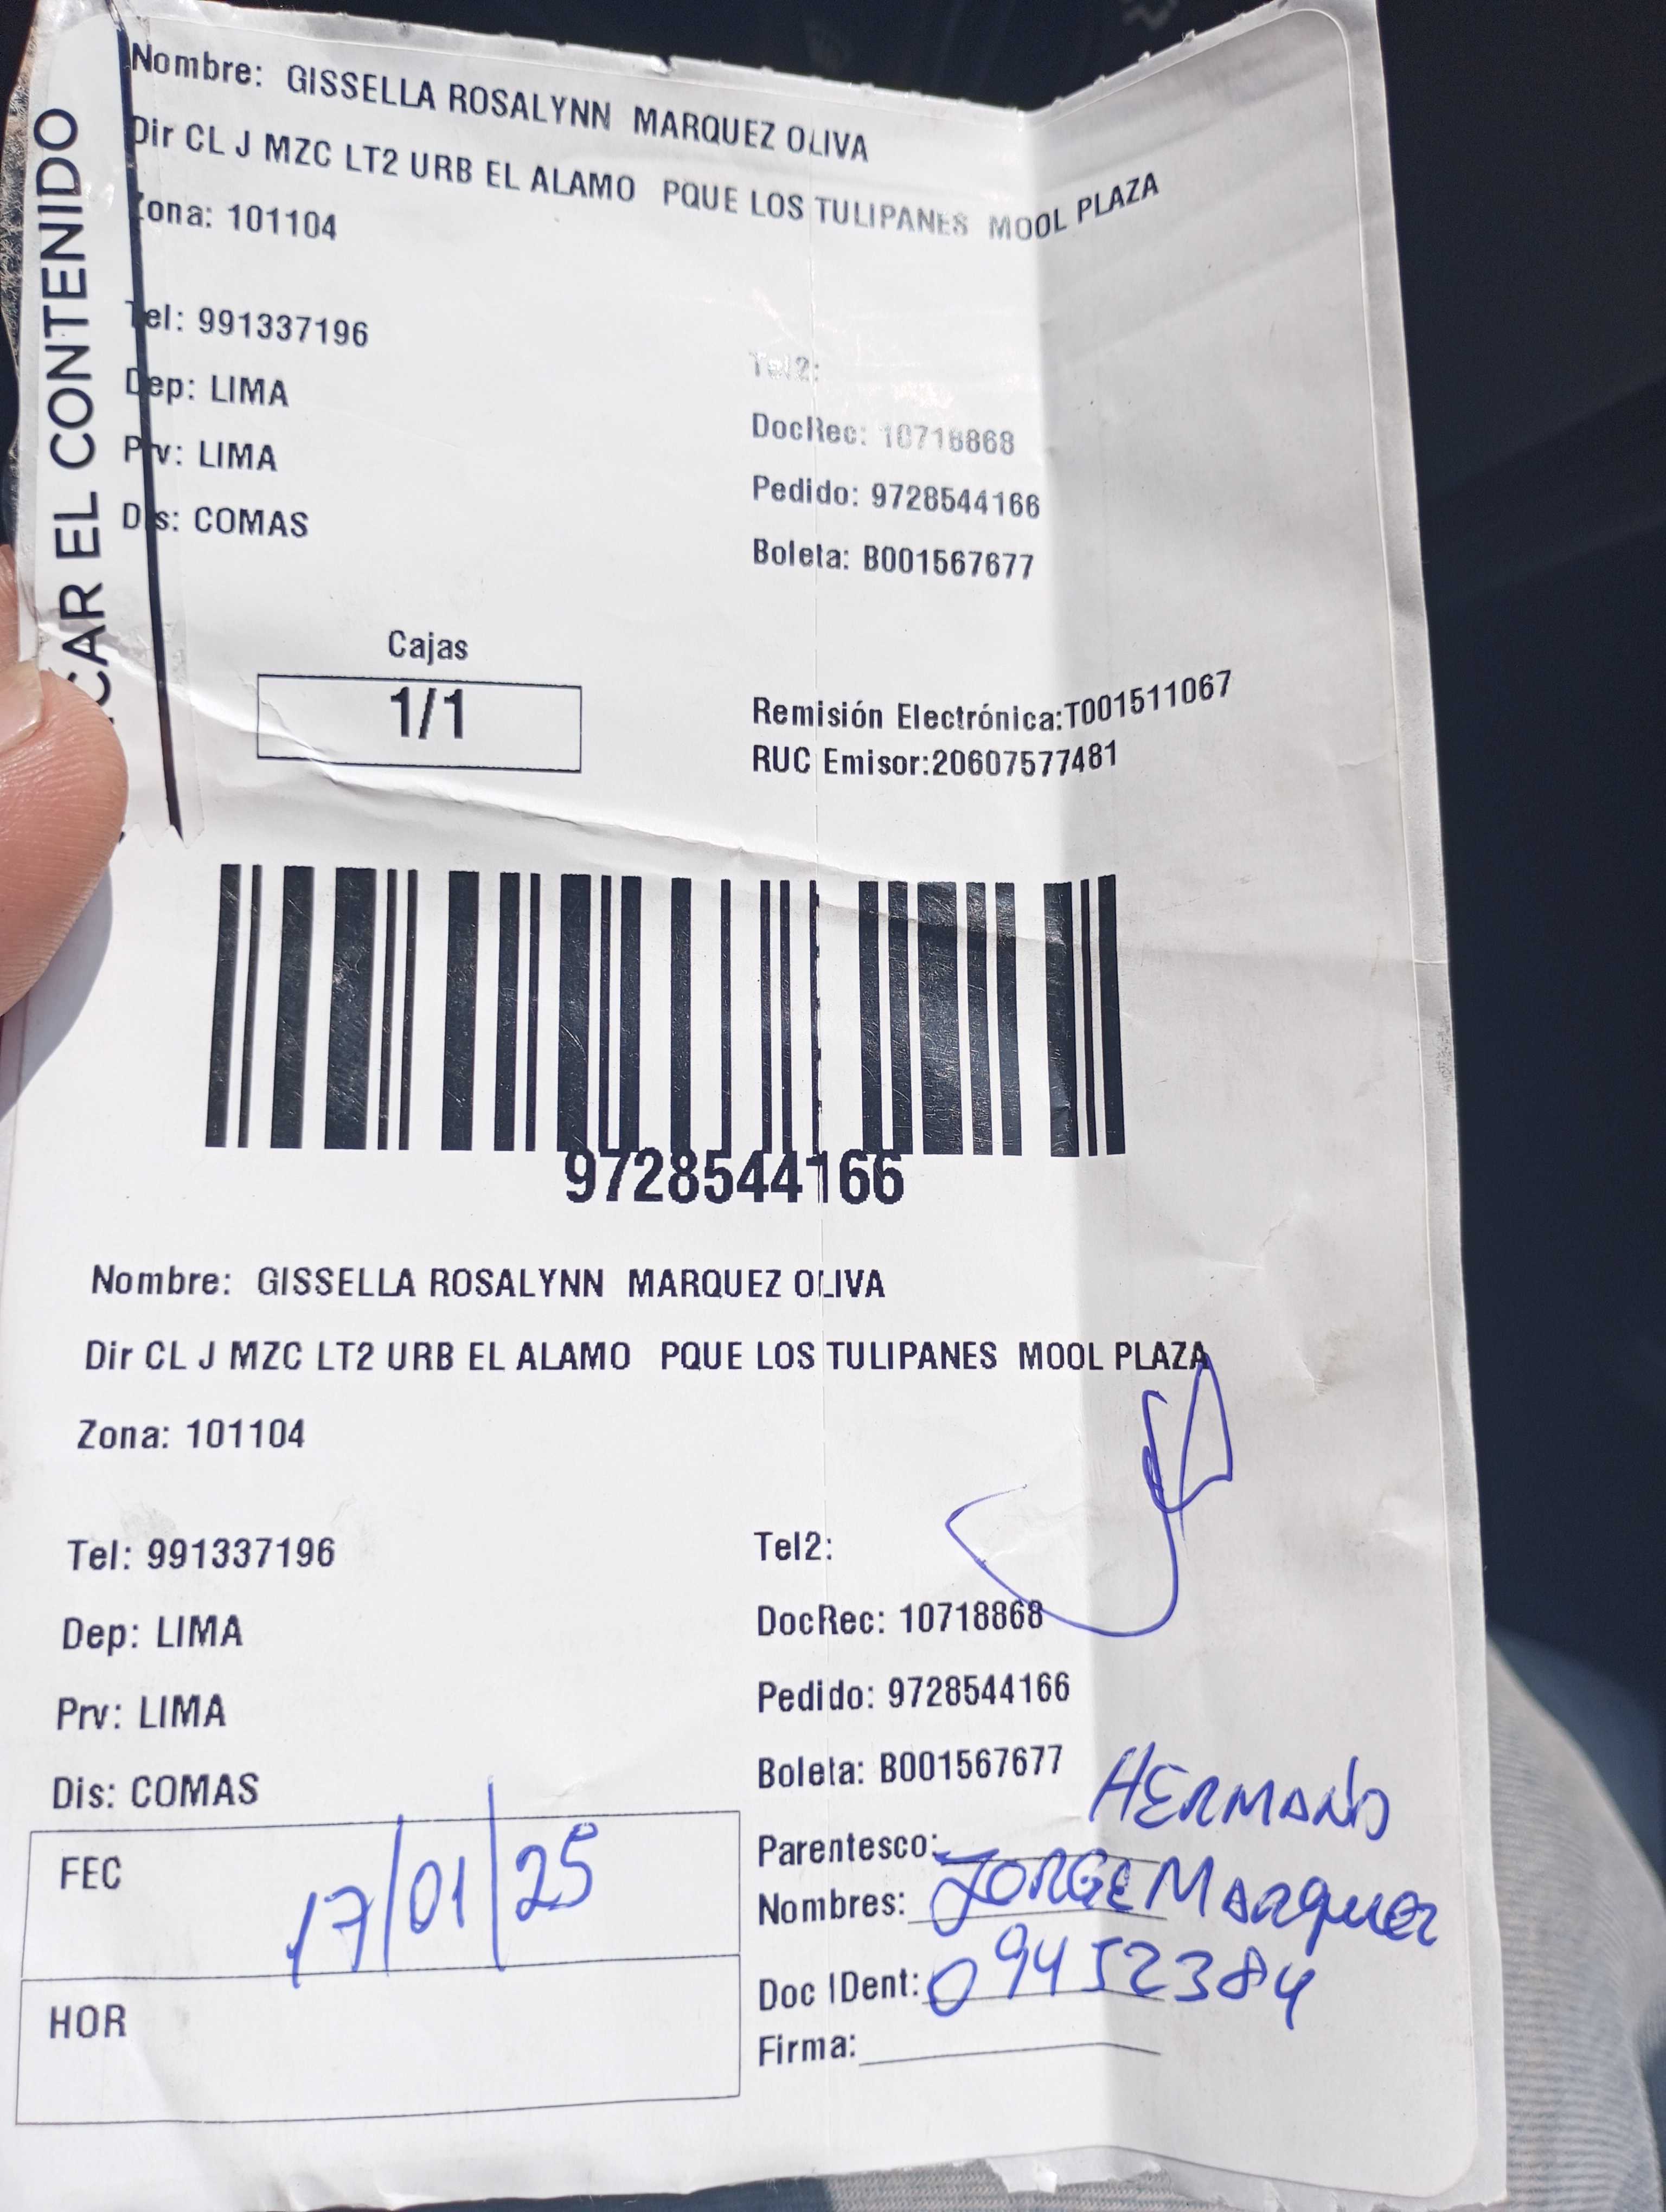 CAR EL CONTENIDO
Nombre: GISSELLA ROSALYNN MARQUEZ OLIVA
Dir CL J MZC LT2 URB EL ALAMO PQUE LOS TULIPANES MOOL PLAZA
Zona: 101104
Tel: 991337196
Tel2:
Dep: LIMA
DocRec: 10718868
Prv: LIMA
Pedido: 9728544166
Dis: COMAS
Boleta: B001567677
Cajas
1/1
Remisión Electrónica:T001511067
RUC Emisor:20607577481
9728544166
Nombre: GISSELLA ROSALYNN MARQUEZ OLIVA
Dir CL J MZC LT2 URB EL ALAMO PQUE LOS TULIPANES MOOL PLAZA
Zona: 101104
Tel: 991337196
Tel2:
Dep: LIMA
DocRec: 10718868
Prv: LIMA
Pedido: 9728544166
Dis: COMAS
Boleta: B001567677
FEC 17/01/25
HOR
Parentesco: HERMANO
Nombres: JORGE MARQUEZ
Doc IDent: 09452384
Firma: